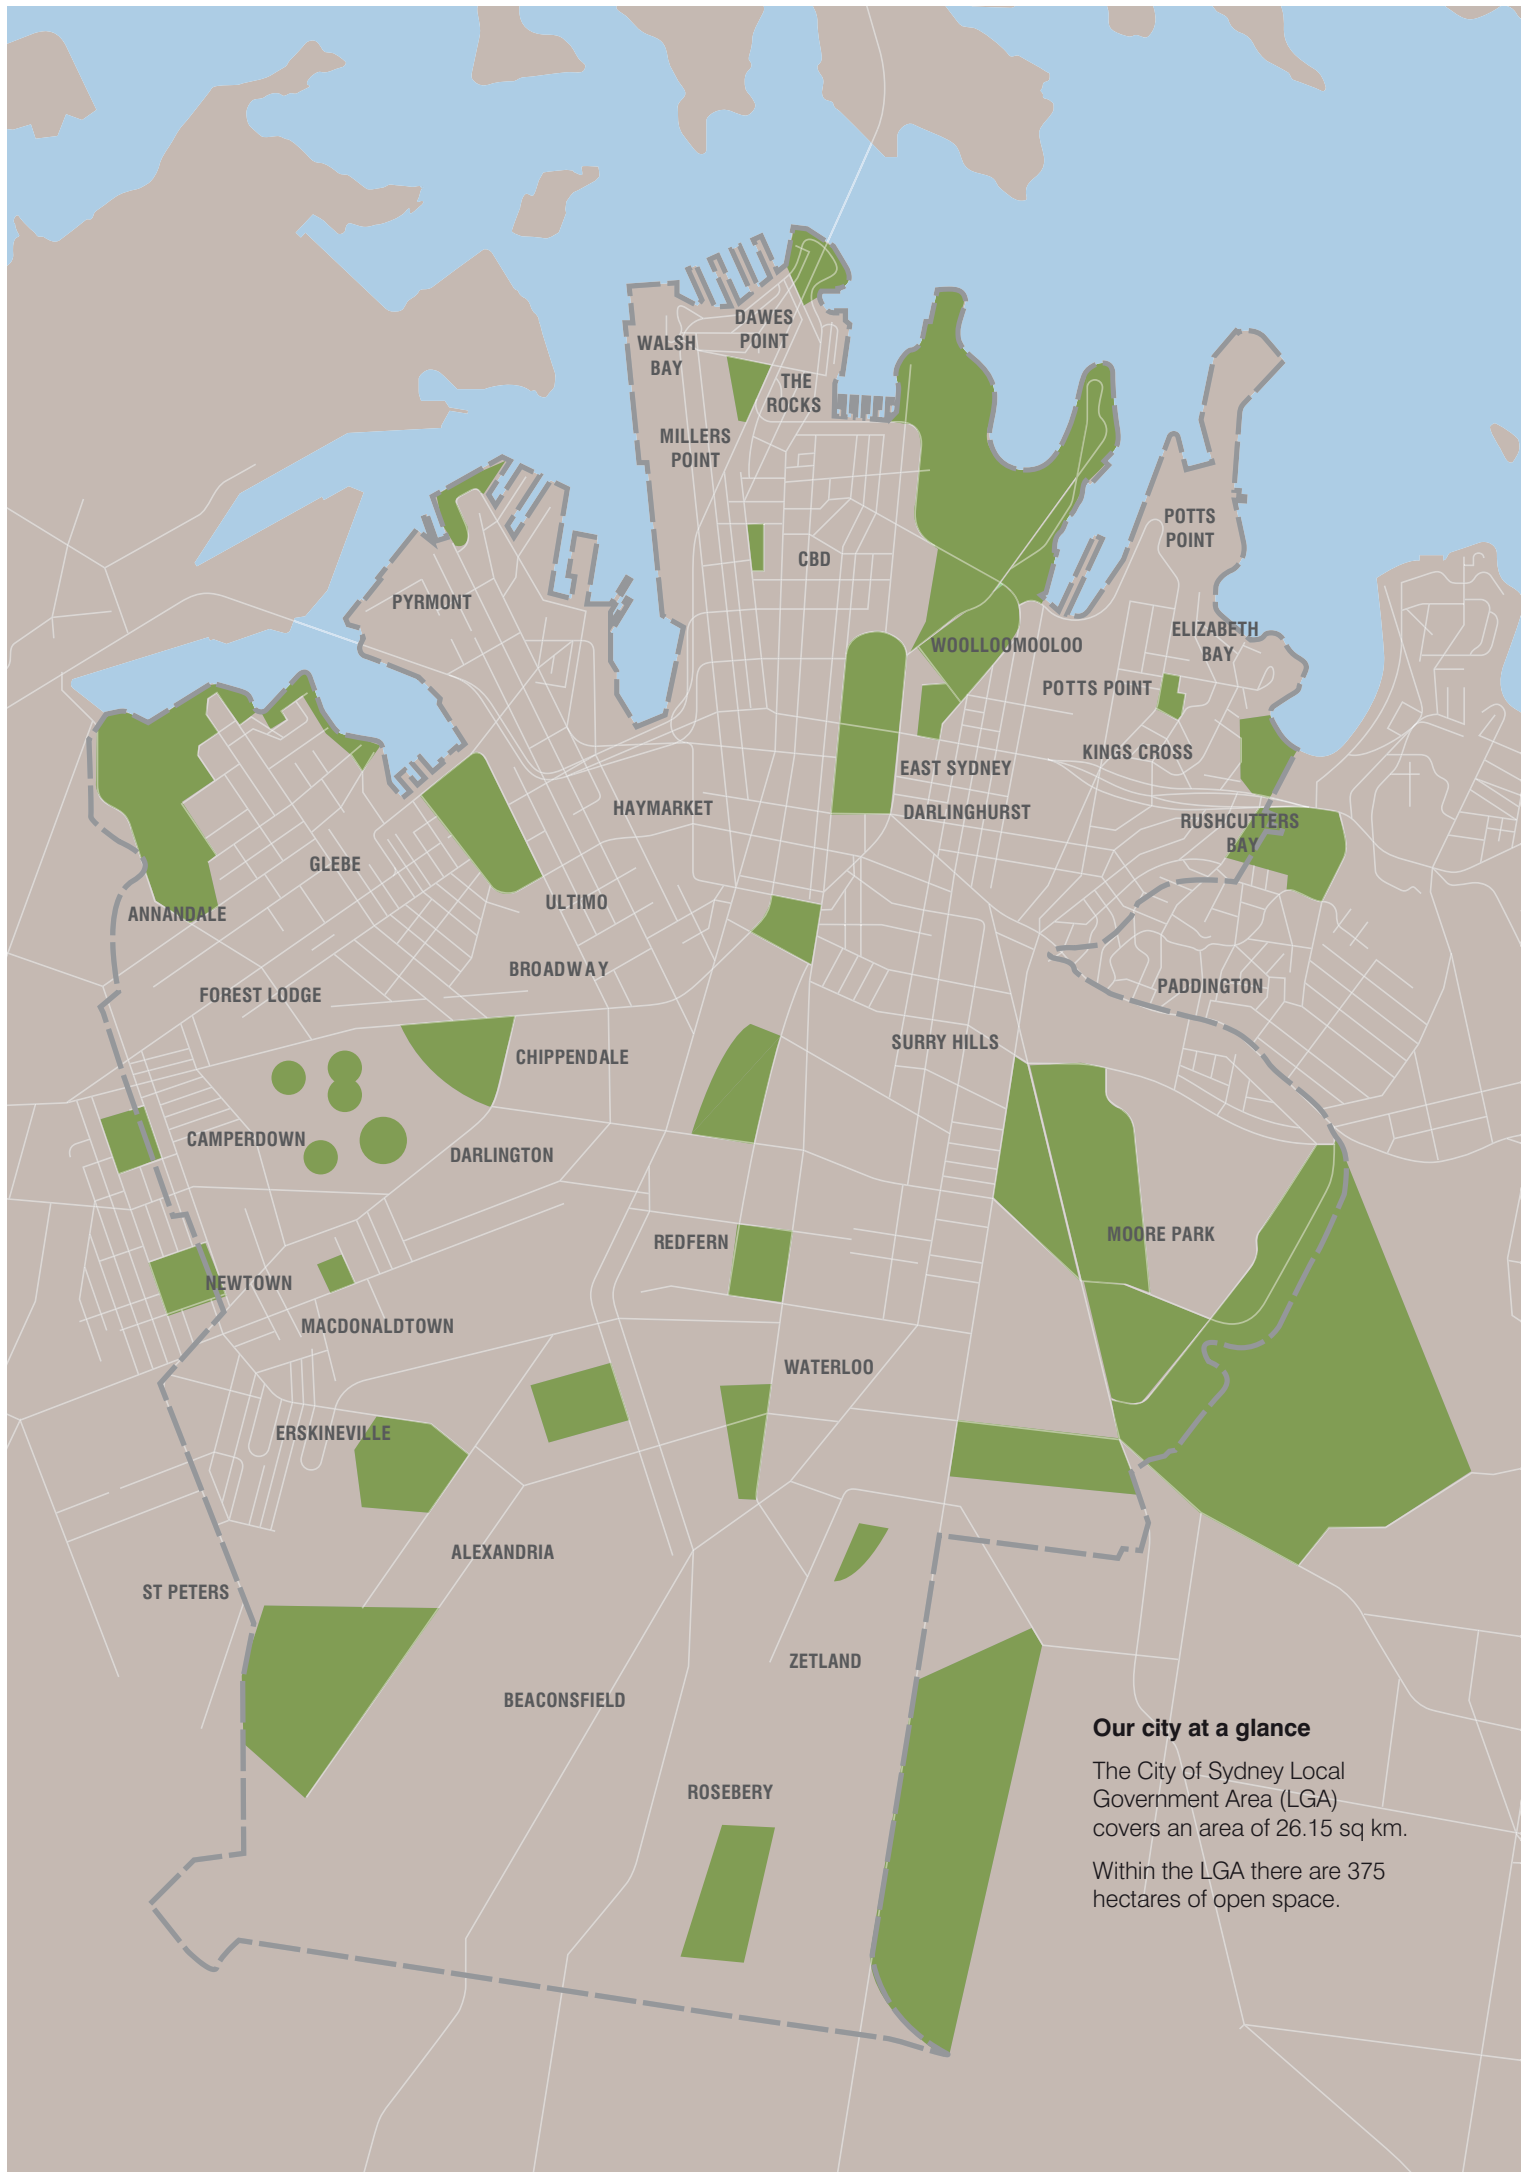 DAWES
POINT
WALSH
BAY
THE
ROCKS
MILLERS
POINT
POTTS
POINT
CBD
PYRMONT
ELIZABETH
BAY
WOOLLOOMOOLOO
POTTS POINT
KINGS CROSS
EAST SYDNEY
HAYMARKET
DARLINGHURST
RUSHCUTTERS
BAY
GLEBE
ULTIMO
ANNANDALE
BROADWAY
PADDINGTON
FOREST LODGE
SURRY HILLS
CHIPPENDALE
CAMPERDOWN
DARLINGTON
MOORE PARK
REDFERN
NEWTOWN
MACDONALDTOWN
WATERLOO
ERSKINEVILLE
ALEXANDRIA
ST PETERS
ZETLAND
BEACONSFIELD
ROSEBERY
Our city at a glance
The City of Sydney Local
Government Area (LGA)
covers an area of 26.15 sq km.
Within the LGA there are 375
hectares of open space.